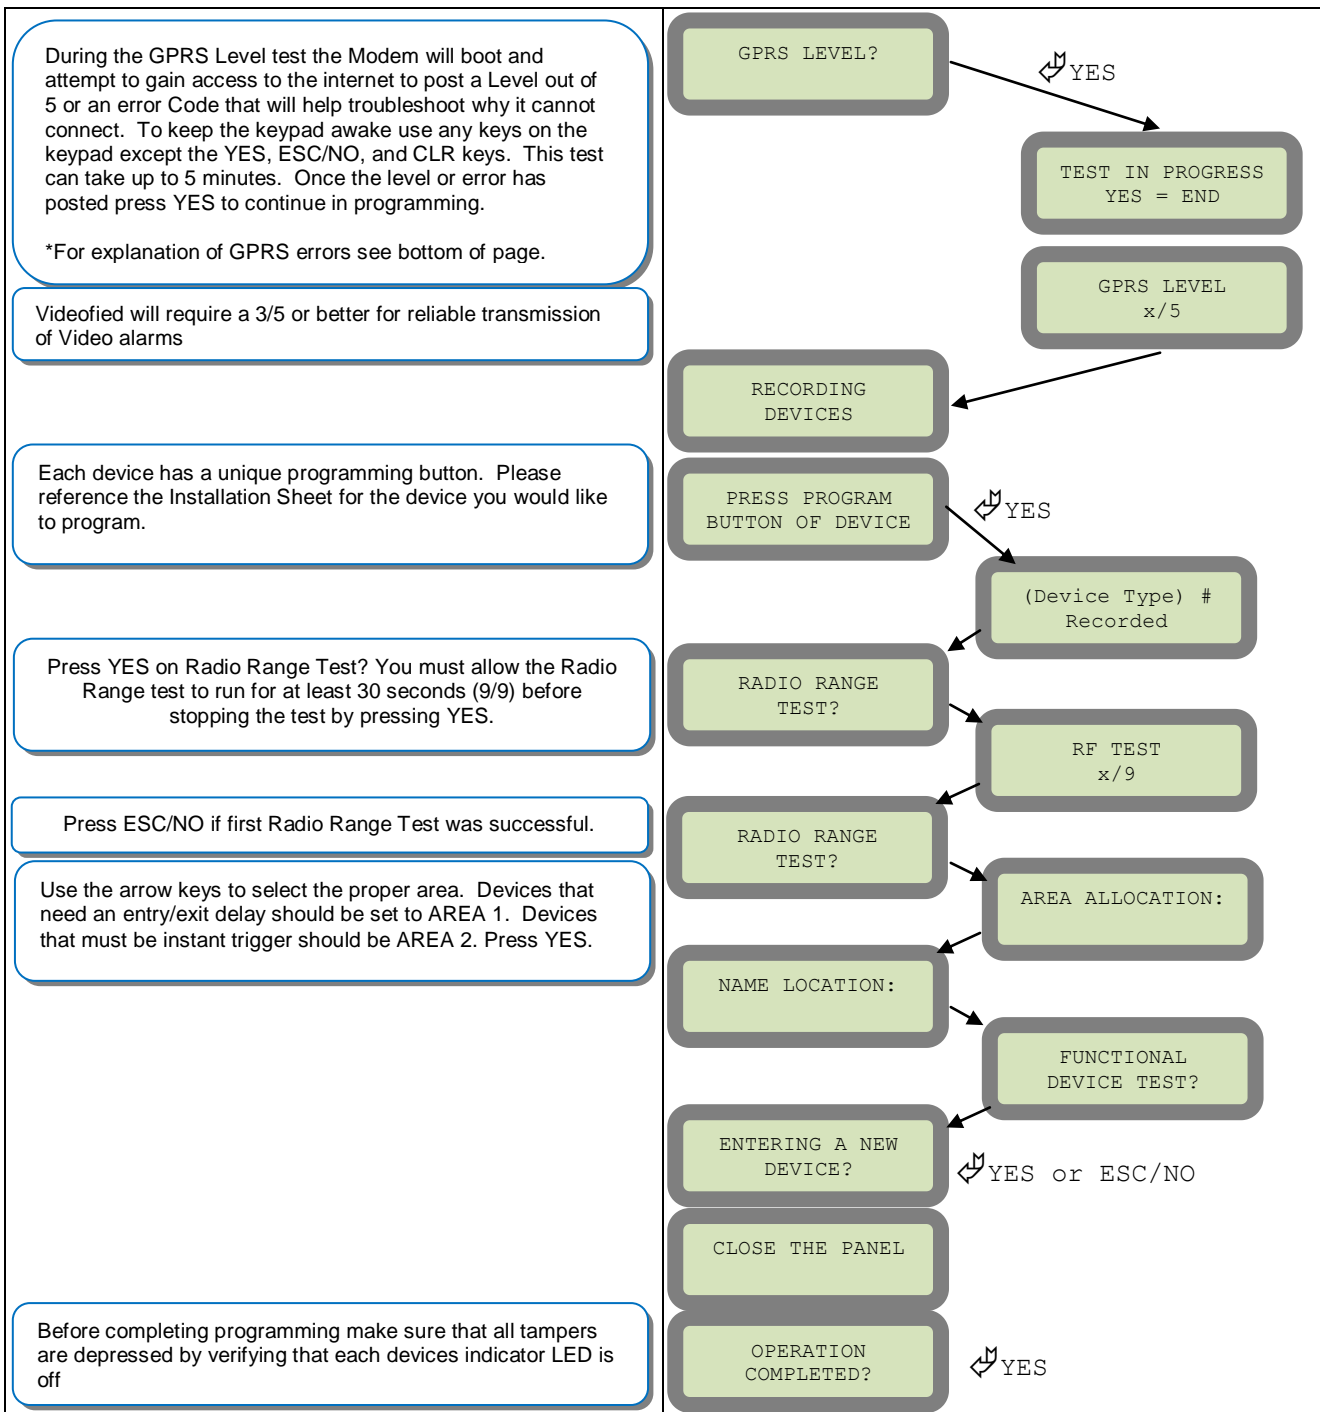 During the GPRS Level test the Modem will boot and
attempt to gain access to the internet to post a Level out of
5 or an error Code that will help troubleshoot why it cannot
connect.  To keep the keypad awake use any keys on the
keypad except the YES, ESC/NO, and CLR keys.  This test
can take up to 5 minutes.  Once the level or error has
posted press YES to continue in programming.
*For explanation of GPRS errors see bottom of page.
Videofied will require a 3/5 or better for reliable transmission
of Video alarms
Each device has a unique programming button.  Please
reference the Installation Sheet for the device you would like
to program.
Press YES on Radio Range Test? You must allow the Radio
Range test to run for at least 30 seconds (9/9) before
stopping the test by pressing YES.
Press ESC/NO if first Radio Range Test was successful.
Use the arrow keys to select the proper area.  Devices that
need an entry/exit delay should be set to AREA 1.  Devices
that must be instant trigger should be AREA 2. Press YES.
Before completing programming make sure that all tampers
are depressed by verifying that each devices indicator LED is
off
GPRS LEVEL?
YES
TEST IN PROGRESS
YES = END
GPRS LEVEL
x/5
RECORDING
DEVICES
PRESS PROGRAM
BUTTON OF DEVICE
YES
(Device Type) #
Recorded
RADIO RANGE
TEST?
RF TEST
x/9
RADIO RANGE
TEST?
AREA ALLOCATION:
NAME LOCATION:
FUNCTIONAL
DEVICE TEST?
ENTERING A NEW
DEVICE?
YES or ESC/NO
CLOSE THE PANEL
OPERATION
COMPLETED?
YES